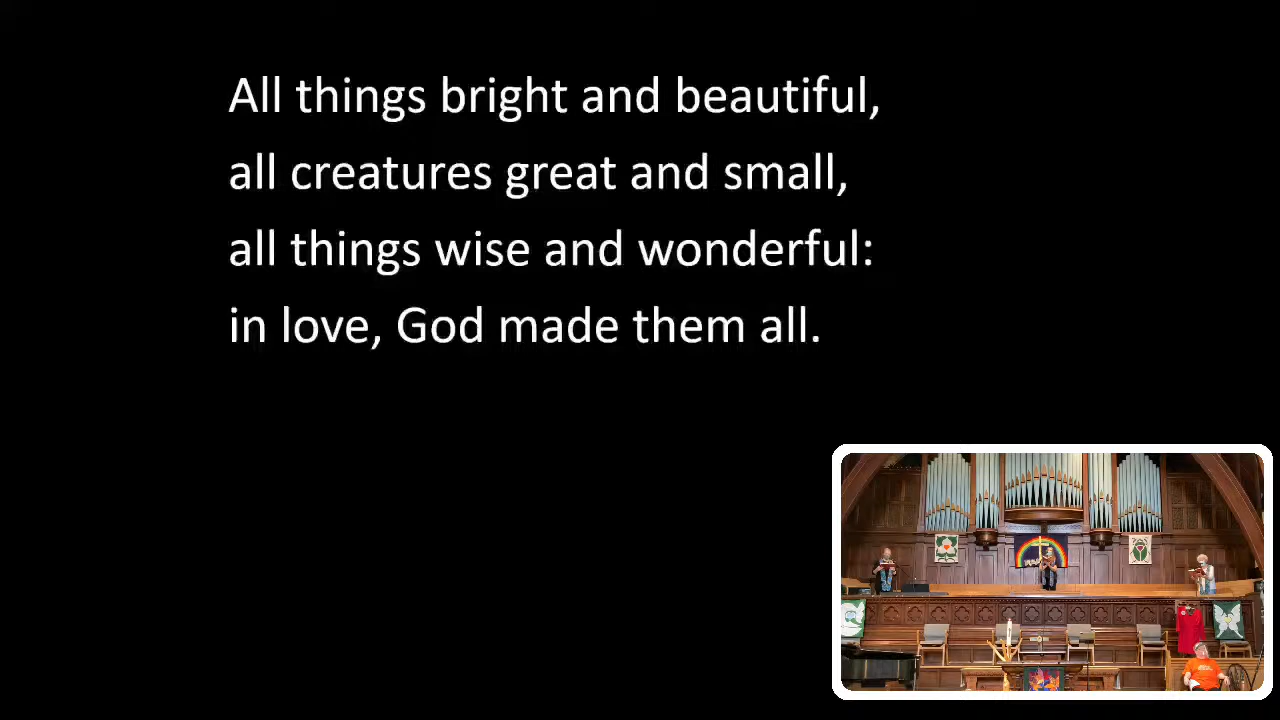 All things bright and beautiful,
all creatures great and small,
all things wise and wonderful:
in love, God made them all.